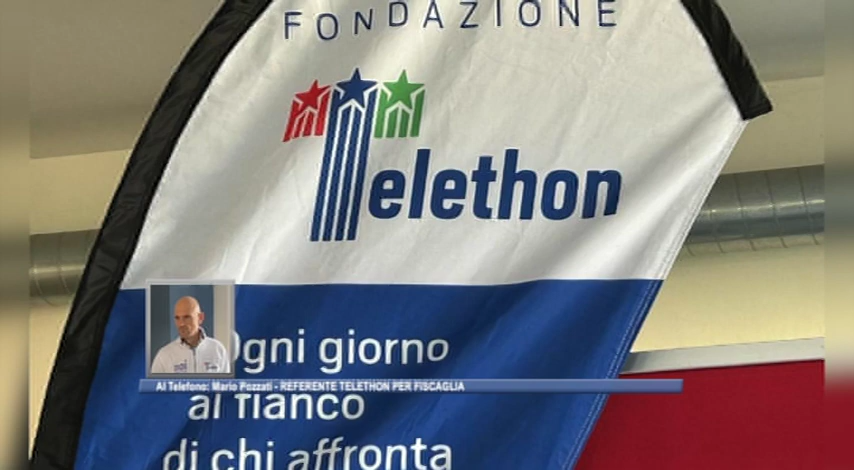 FONDAZIONE
Telethon
Ogni giorno
Al Telefono: Mario Pozzati - REFERENTE TELETHON PER FISCAGLIA
al fianco
di chi affronta